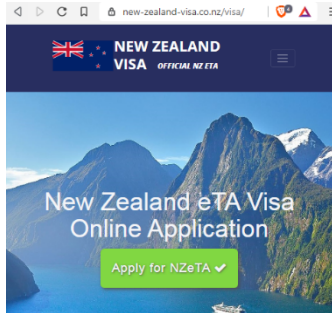 new-zealand-visa.co.nz/visa/
NEW ZEALAND
VISA OFFICIAL NZ ETA
New Zealand eTA Visa
Online Application
Apply for NZeTA ✔